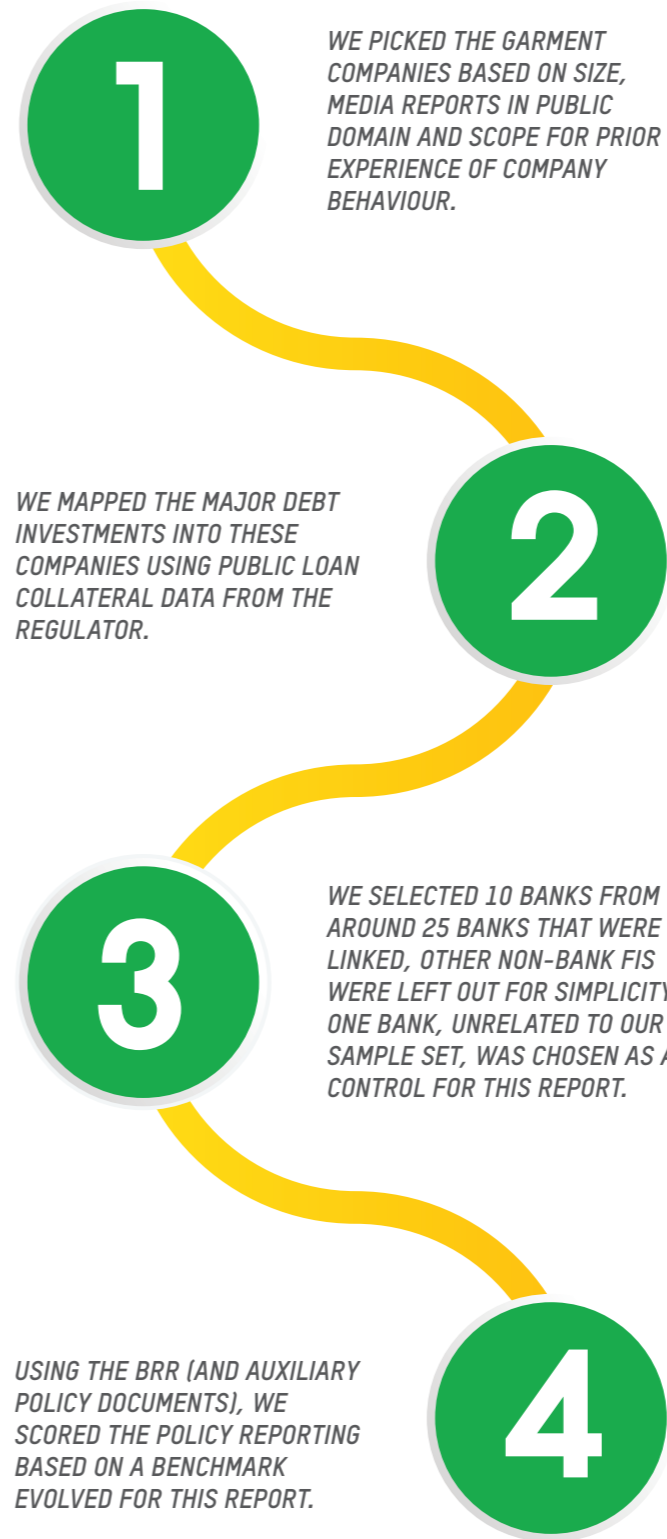 1
WE PICKED THE GARMENT
COMPANIES BASED ON SIZE,
MEDIA REPORTS IN PUBLIC
DOMAIN AND SCOPE FOR PRIOR
EXPERIENCE OF COMPANY
BEHAVIOUR.
2
WE MAPPED THE MAJOR DEBT
INVESTMENTS INTO THESE
COMPANIES USING PUBLIC LOAN
COLLATERAL DATA FROM THE
REGULATOR.
3
WE SELECTED 10 BANKS FROM
AROUND 25 BANKS THAT WERE
LINKED, OTHER NON-BANK FIS
WERE LEFT OUT FOR SIMPLICITY
ONE BANK, UNRELATED TO OUR
SAMPLE SET, WAS CHOSEN AS A
CONTROL FOR THIS REPORT.
4
USING THE BRR (AND AUXILIARY
POLICY DOCUMENTS), WE
SCORED THE POLICY REPORTING
BASED ON A BENCHMARK
EVOLVED FOR THIS REPORT.